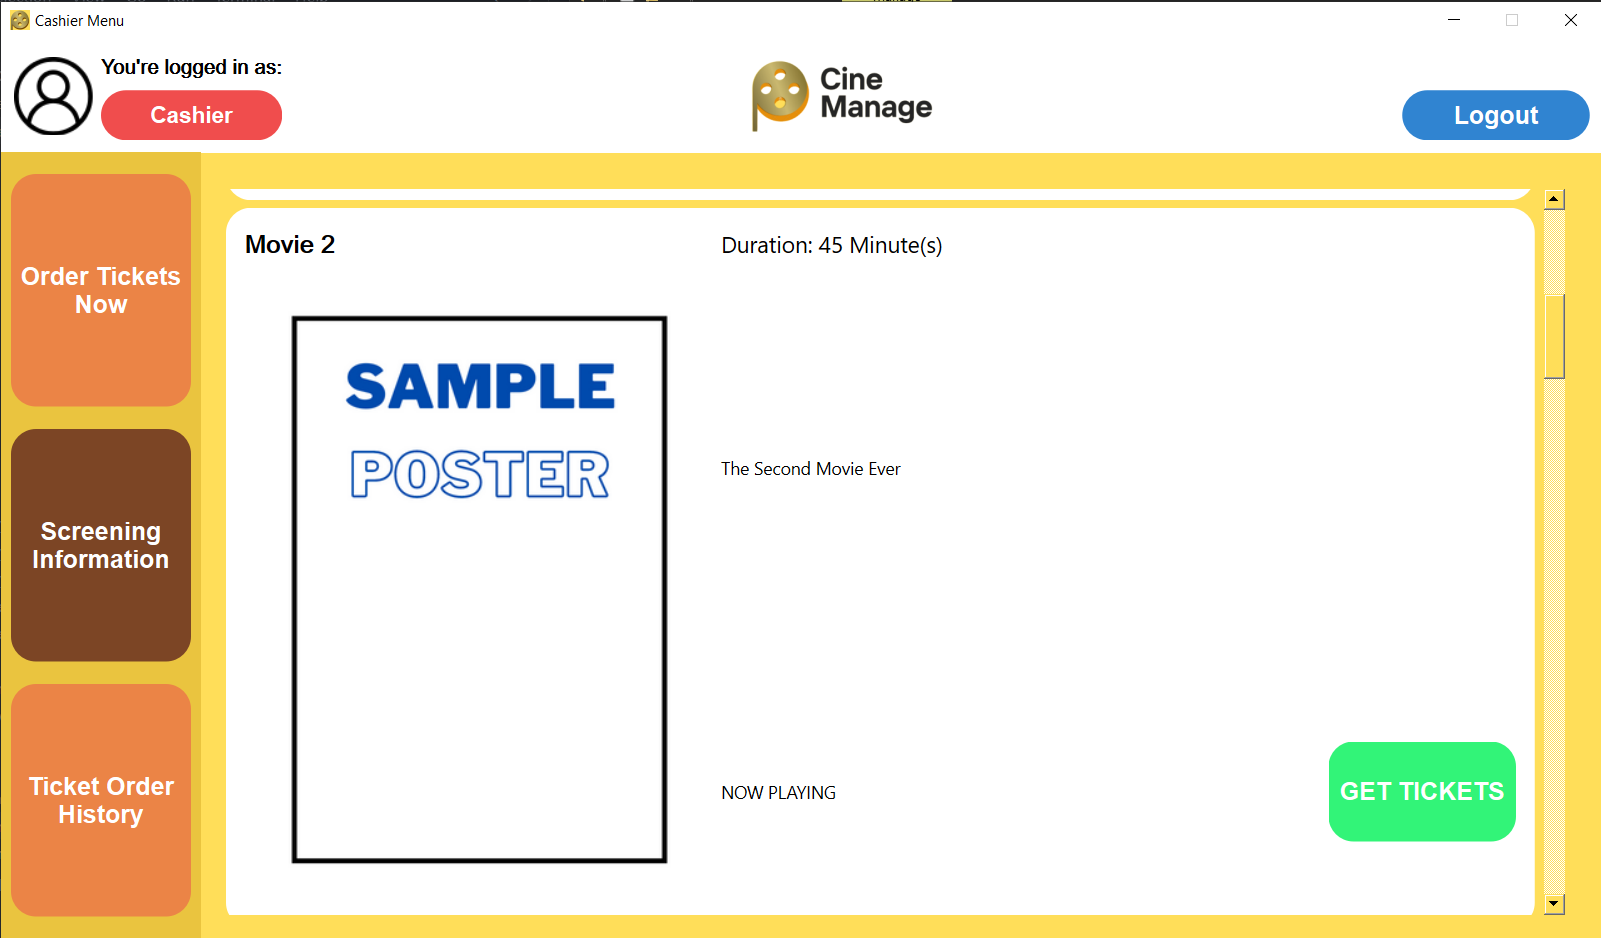 Cashier Menu
You're logged in as:
Cashier
Cine
Manage
Logout
Order Tickets
Now
Screening
Information
Ticket Order
History
Movie 2
Duration: 45 Minute(s)
SAMPLE
POSTER
The Second Movie Ever
NOW PLAYING
GET TICKETS